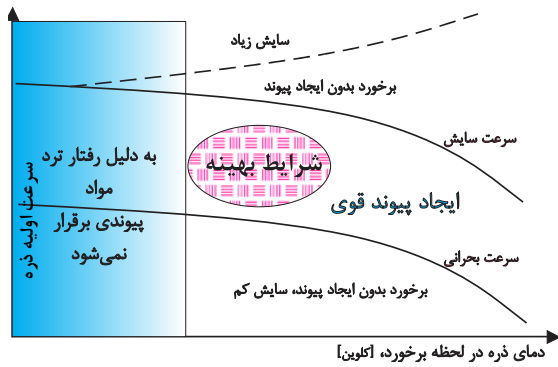 سایش زیاد
برخورد بدون ایجاد پیوند
سرعت سایش
به دلیل رفتار ترد
مواد
پیوندی برقرار
نمی‌شود
شرایط بهینه
ایجاد پیوند قوی
سرعت اولیه ذره
سرعت بحرانی
برخورد بدون ایجاد پیوند، سایش کم
دمای ذره در لحظه برخورد، [کلوین]